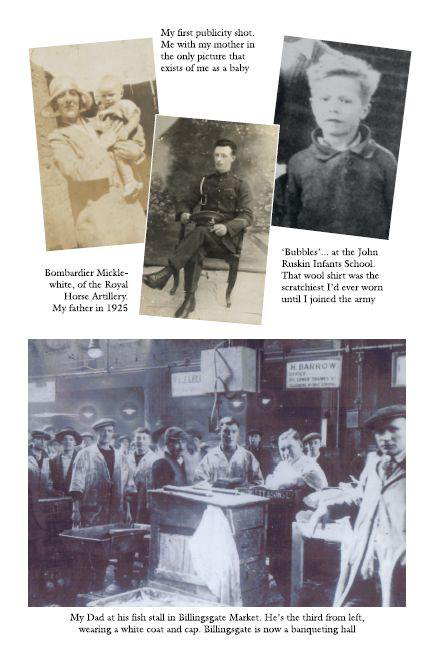 My first publicity shot.
Me with my mother in
the only picture that
exists of me as a baby
Bombardier Mickle-
white, of the Royal
Horse Artillery.
My father in 1925
‘Bubbles’... at the John
Ruskin Infants School.
That wool shirt was the
scratchiest I’d ever worn
until I joined the army
H. BARROW
OFFICE,
My Dad at his fish stall in Billingsgate Market. He’s the third from left,
wearing a white coat and cap. Billingsgate is now a banqueting hall